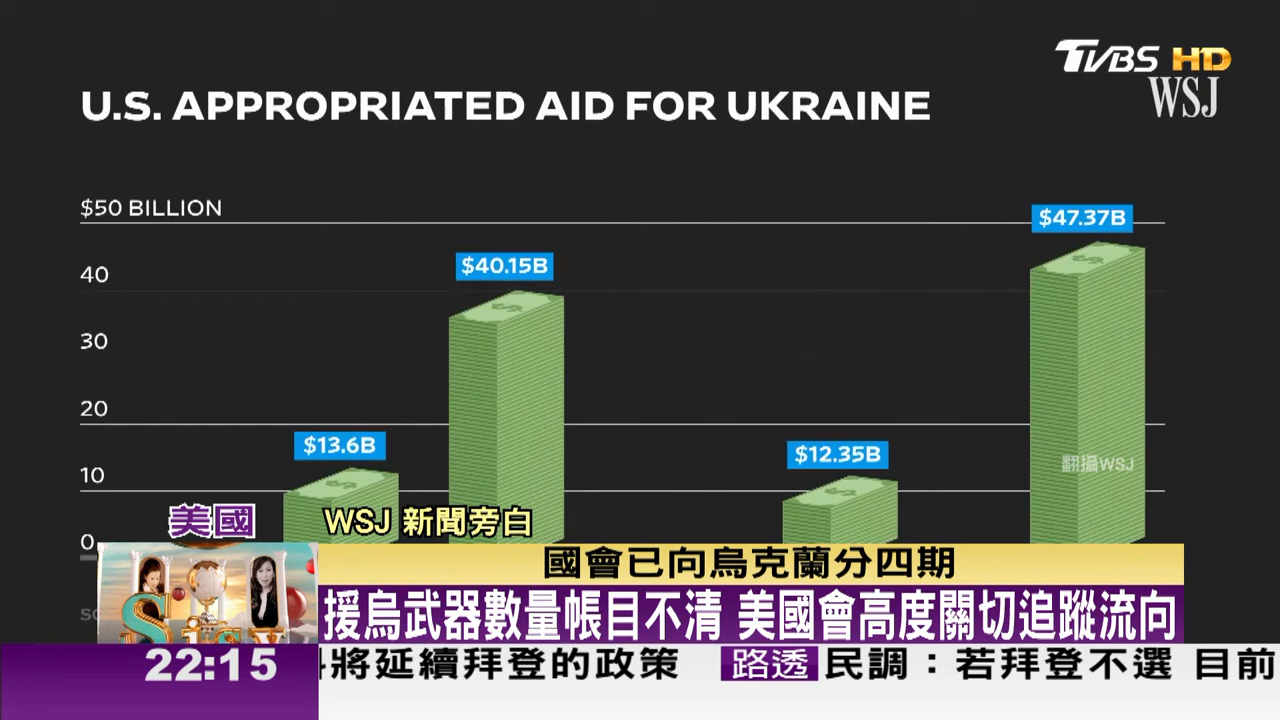 TVBS HD
WSJ
U.S. APPROPRIATED AID FOR UKRAINE
$50 BILLION
$47.37B
40
$40.15B
30
20
$13.6B
$12.35B
10
翻攝WSJ
0
美國
WSJ 新聞旁白
國會已向烏克蘭分四期
援烏武器數量帳目不清 美國會高度關切追蹤流向
22:15
將延續拜登的政策 路透 民調：若拜登不選 目前